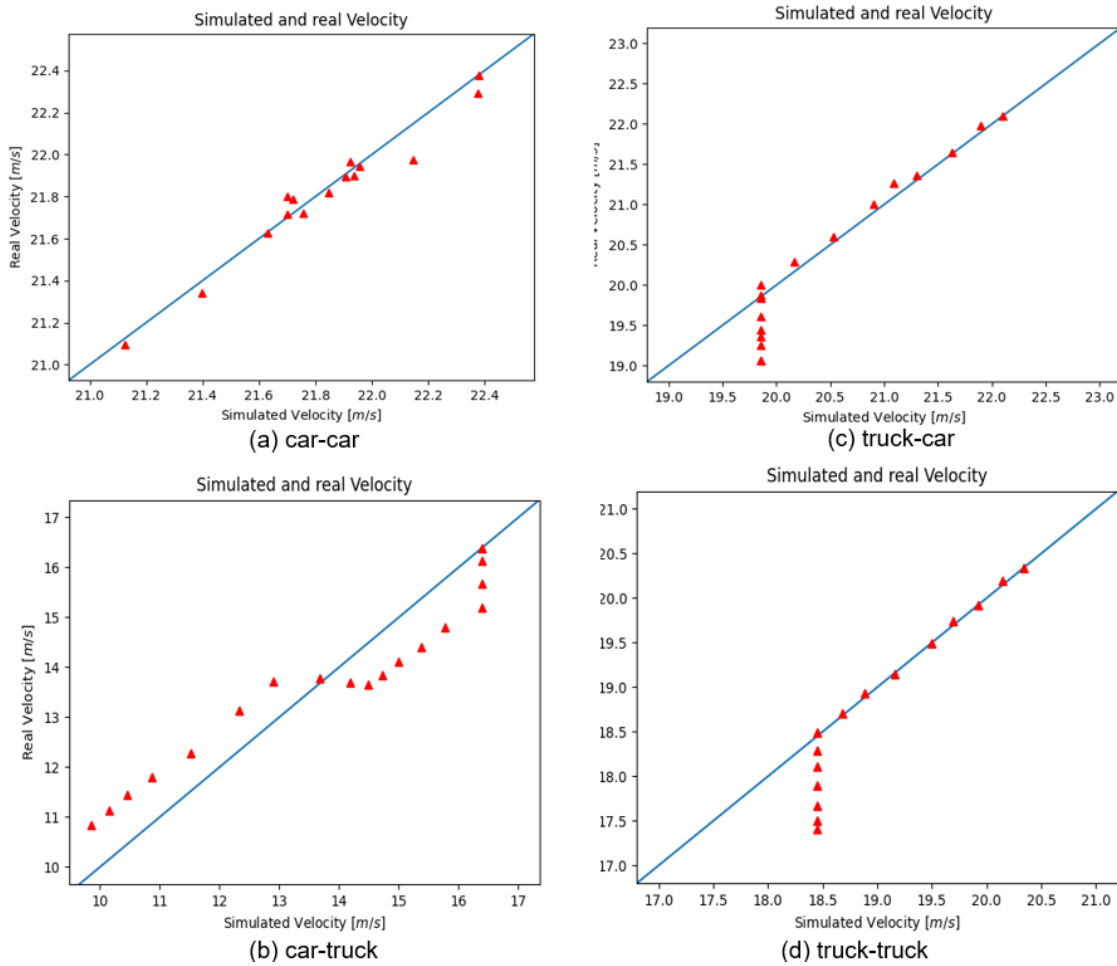 Simulated and real Velocity
Real Velocity [m/s]
22.4
22.2
22.0
21.8
21.6
21.4
21.2
21.0
21.0 21.2 21.4 21.6 21.8 22.0 22.2 22.4
Simulated Velocity [m/s]
(a) car-car
Simulated and real Velocity
Real Velocity [m/s]
23.0
22.5
22.0
21.5
21.0
20.5
20.0
19.5
19.0
19.0 19.5 20.0 20.5 21.0 21.5 22.0 22.5 23.0
Simulated Velocity [m/s]
(c) truck-car
Simulated and real Velocity
Real Velocity [m/s]
17
16
15
14
13
12
11
10
10 11 12 13 14 15 16 17
Simulated Velocity [m/s]
(b) car-truck
Simulated and real Velocity
21.0
20.5
20.0
19.5
19.0
18.5
18.0
17.5
17.0
17.0 17.5 18.0 18.5 19.0 19.5 20.0 20.5 21.0
Simulated Velocity [m/s]
(d) truck-truck